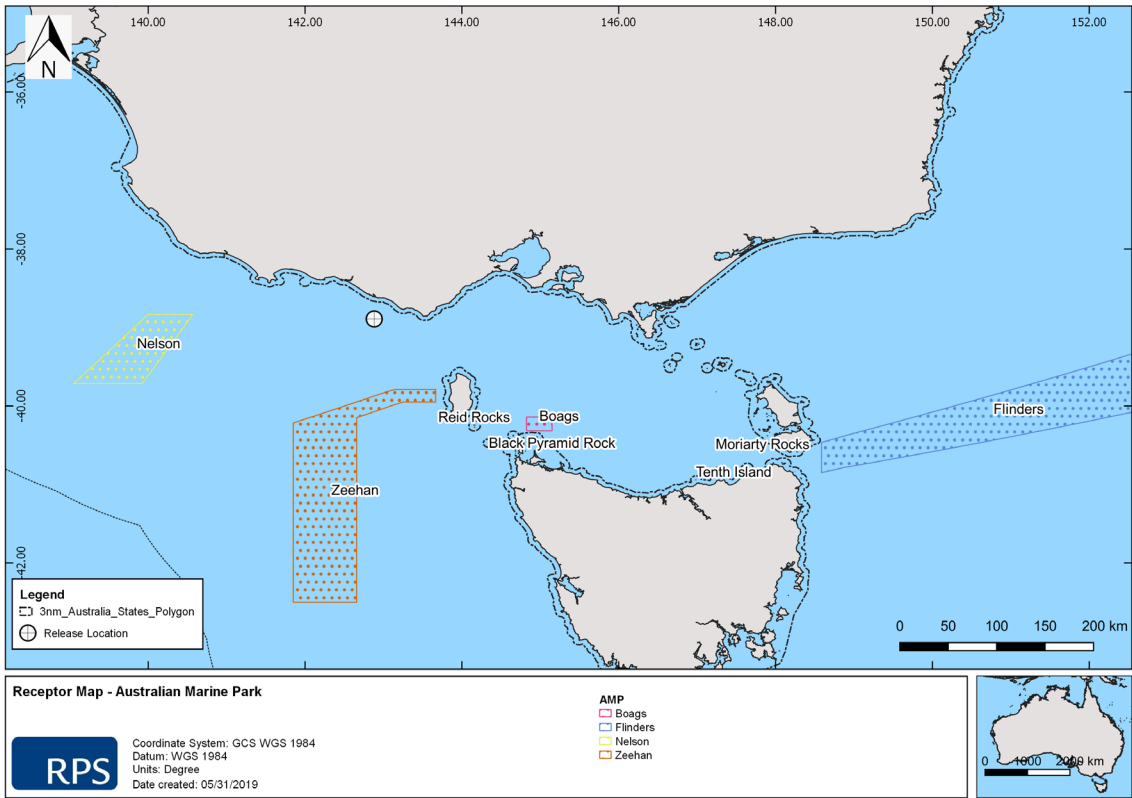 140.00
142.00
144.00
146.00
148.00
150.00
152.00
N
-36.00
-38.00
Nelson
-40.00
Reid Rocks
Boags
Flinders
Black Pyramid Rock
Moriarty Rocks
Tenth Island
Zeehan
-42.00
Legend
3nm_Australia_States_Polygon
Release Location
0 50 100 150 200 km
Receptor Map - Australian Marine Park
RPS
Coordinate System: GCS WGS 1984
Datum: WGS 1984
Units: Degree
Date created: 05/31/2019
AMP
Boags
Flinders
Nelson
Zeehan
0 1000 2000 km